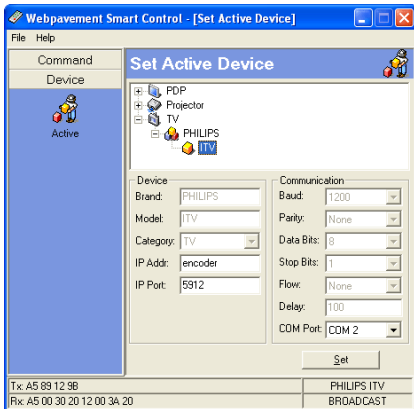 Webpavement Smart Control - [Set Active Device]
File Help
Command
Device
Active
Set Active Device
PDP
Projector
TV
PHILIPS
ITV
Device
Brand: PHILIPS
Model: ITV
Category: TV
IP Addr: encoder
IP Port: 5912
Communication
Baud: 1200
Parity: None
Data Bits: 8
Stop Bits: 1
Flow: None
Delay: 100
COM Port: COM 2
Set
Tx: A5 89 12 9B PHILIPS ITV
Rx: A5 00 30 20 12 00 3A 20 BROADCAST